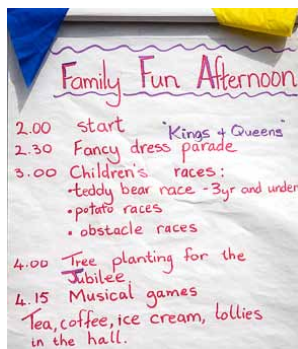 Family Fun Afternoon
2.00 start
"Kings & Queens"
2.30 Fancy dress parade
3.00 Children's races:
•teddy bear race - 3yr and under
•potato races
• obstacle races
4.00 Tree planting for the
Jubilee
4.15 Musical games
Tea, coffee, ice cream, lollies
in the hall.